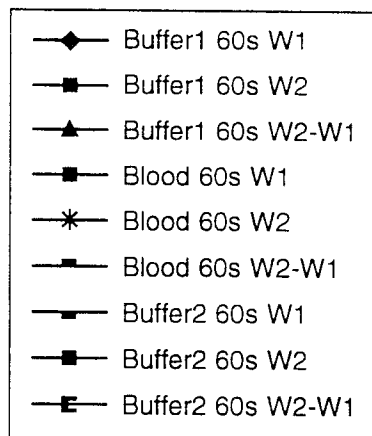 Buffer1 60s W1
Buffer1 60s W2
Buffer1 60s W2-W1
Blood 60s W1
Blood 60s W2
Blood 60s W2-W1
Buffer2 60s W1
Buffer2 60s W2
Buffer2 60s W2-W1